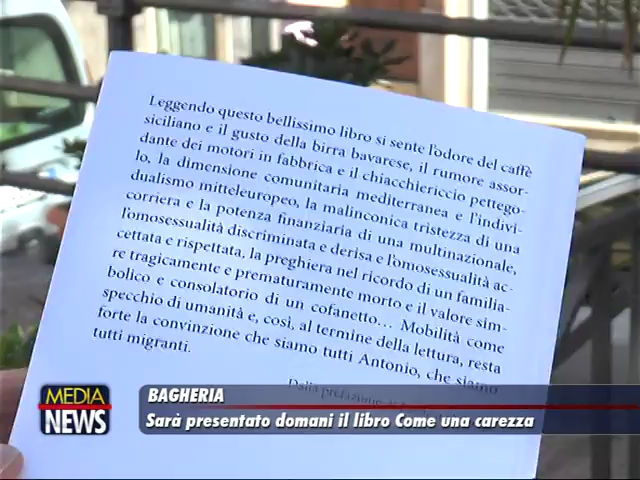 Leggendo questo bellissimo libro si sente l'odore del caffè
siciliano e il gusto della birra bavarese, il rumore assor-
dante dei motori in fabbrica e il chiacchiericcio pettego-
lo, la dimensione comunitaria mediterranea e l'indivi-
dualismo mitteleuropeo, la malinconica tristezza di una
corriera e la potenza finanziaria di una multinazionale,
l'omosessualità discriminata e derisa e l'omosessualità ac-
cettata e rispettata, la preghiera nel ricordo di un familia-
re tragicamente e prematuramente morto e il valore sim-
bolico e consolatorio di un cofanetto... Mobilità come
specchio di umanità e, così, al termine della lettura, resta
forte la convinzione che siamo tutti Antonio, che siamo
tutti migranti.
Dalla prefazione
MEDIA
NEWS
BAGHERIA
Sarà presentato domani il libro Come una carezza